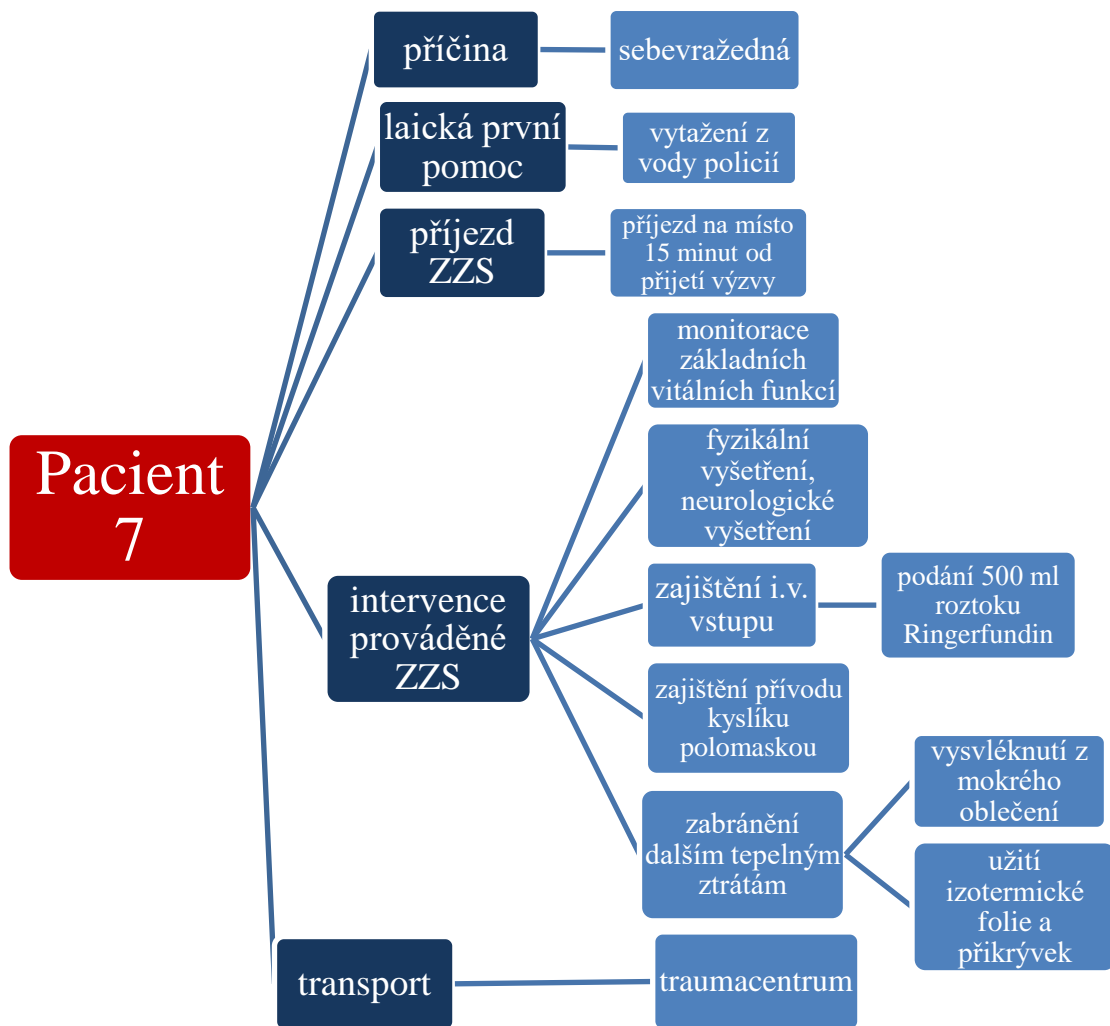 příčina
sebevražedná
laická první
pomoc
vytažení z
vody policií
příjezd
ZZS
příjezd na místo
15 minut od
přijetí výzvy
Pacient
7
intervence
prováděné
ZZS
monitorace
základních
vitálních funkcí
fyzikální
vyšetření,
neurologické
vyšetření
zajištění i.v.
vstupu
podání 500 ml
roztoku
Ringerfundin
zajištění přívodu
kyslíku
polomaskou
zabránění
dalším tepelným
ztrátám
vysvléknutí z
mokrého
oblečení
užití
izotermické
folie a
přikrývek
transport
traumacentrum